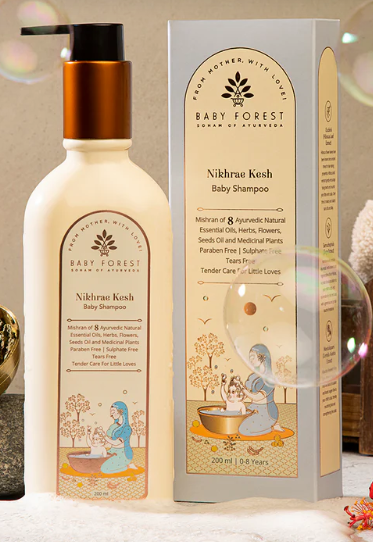 FROM MOTHER, WITH LOVE!
BABY FOREST
SOHAM OF AYURVEDA
Nikhrae Kesh
Baby Shampoo
Mishran of 8 Ayurvedic Natural
Essential Oils, Herbs, Flowers,
Seeds Oil and Medicinal Plants
Paraben Free | Sulphate Free
Tears Free
Tender Care For Little Loves
200 ml
FROM MOTHER, WITH LOVE!
BABY FOREST
SOHAM OF AYURVEDA
Nikhrae Kesh
Baby Shampoo
Mishran of 8 Ayurvedic Natural
Essential Oils, Herbs, Flowers,
Seeds Oil and Medicinal Plants
Paraben Free | Sulphate Free
Tears Free
Tender Care For Little Loves
200 ml | 0-8 Years